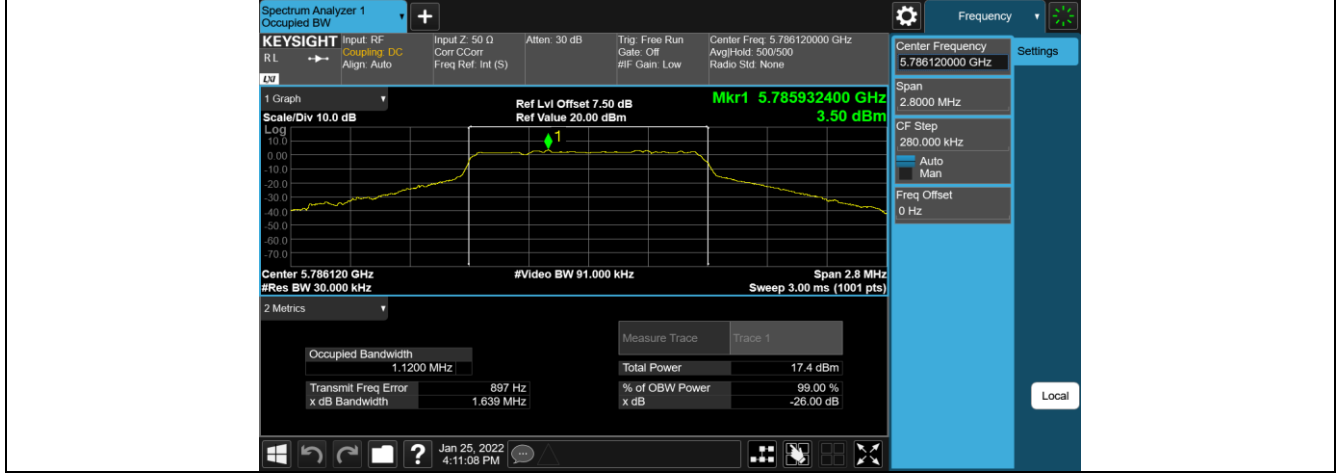 Spectrum Analyzer 1
Occupied BW
Frequency
KEYSIGHT
RL
LXI
Input: RF
Coupling: DC
Align: Auto
Input Z: 50 Ω
Corr CCorr
Freq Ref: Int (S)
Atten: 30 dB
Trig: Free Run
Gate: Off
#IF Gain: Low
Center Freq: 5.786120000 GHz
Avg|Hold: 500/500
Radio Std: None
1 Graph
Scale/Div 10.0 dB
Ref Lvl Offset 7.50 dB
Ref Value 20.00 dBm
Mkr1 5.785932400 GHz
3.50 dBm
Log
10.0
0.00
-10.0
-20.0
-30.0
-40.0
-50.0
-60.0
-70.0
1
Center 5.786120 GHz
#Res BW 30.000 kHz
#Video BW 91.000 kHz
Span 2.8 MHz
Sweep 3.00 ms (1001 pts)
2 Metrics
Measure Trace
Trace 1
Occupied Bandwidth
1.1200 MHz
Total Power
17.4 dBm
Transmit Freq Error
897 Hz
% of OBW Power
99.00 %
x dB Bandwidth
1.639 MHz
x dB
-26.00 dB
Jan 25, 2022
4:11:08 PM
Center Frequency
5.786120000 GHz
Span
2.8000 MHz
CF Step
280.000 kHz
Auto
Man
Freq Offset
0 Hz
Settings
Local